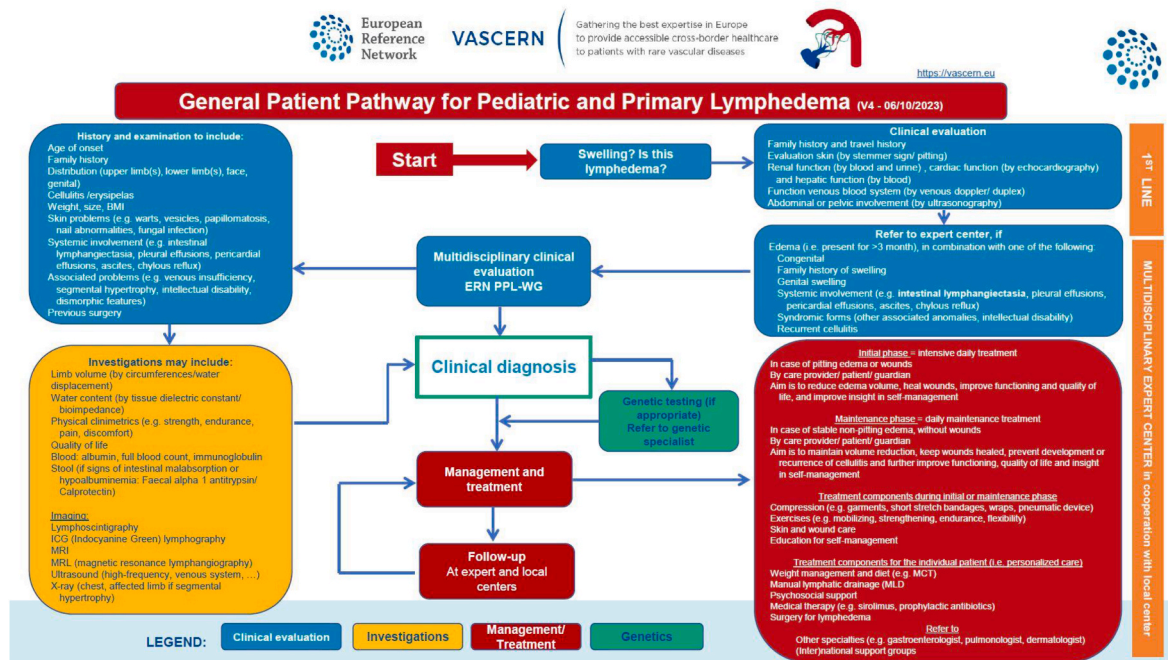 European
Reference
Network
VASCERN
Gathering the best expertise in Europe
to provide accessible cross-border healthcare
to patients with rare vascular diseases
https://vascern.eu
General Patient Pathway for Pediatric and Primary Lymphedema (V4 - 06/10/2023)
History and examination to include:
Age of onset
Family history
Distribution (upper limb(s), lower limb(s), face,
genital)
Cellulitis /erysipelas
Weight, size, BMI
Skin problems (e.g. warts, vesicles, papillomatosis,
nail abnormalities, fungal infection)
Systemic involvement (e.g. intestinal
lymphangiectasia, pleural effusions, pericardial
effusions, ascites, chylous reflux)
Associated problems (e.g. venous insufficiency,
segmental hypertrophy, intellectual disability,
dismorphic features)
Previous surgery
Start
Swelling? Is this
lymphedema?
Clinical evaluation
Family history and travel history
Evaluation skin (by stemmer sign/ pitting)
Renal function (by blood and urine) , cardiac function (by echocardiography)
and hepatic function (by blood)
Function venous blood system (by venous doppler/ duplex)
Abdominal or pelvic involvement (by ultrasonography)
1ST LINE
Refer to expert center, if
Edema (i.e. present for >3 month), in combination with one of the following:
Congenital
Family history of swelling
Genital swelling
Systemic involvement (e.g. intestinal lymphangiectasia, pleural effusions,
pericardial effusions, ascites, chylous reflux)
Syndromic forms (other associated anomalies, intellectual disability)
Recurrent cellulitis
MULTIDISCIPLINARY EXPERT CENTER in cooperation with local center
Multidisciplinary clinical
evaluation
ERN PPL-WG
Clinical diagnosis
Genetic testing (if
appropriate)
Refer to genetic
specialist
Management and
treatment
Follow-up
At expert and local
centers
Investigations may include:
Limb volume (by circumferences/water
displacement)
Water content (by tissue dielectric constant/
bioimpedance)
Physical clinimetrics (e.g. strength, endurance,
pain, discomfort)
Quality of life
Blood: albumin, full blood count, immunoglobulin
Stool (if signs of intestinal malabsorption or
hypoalbuminemia: Faecal alpha 1 antitrypsin/
Calprotectin)
Imaging:
Lymphoscintigraphy
ICG (Indocyanine Green) lymphography
MRI
MRL (magnetic resonance lymphangiography)
Ultrasound (high-frequency, venous system, …)
X-ray (chest, affected limb if segmental
hypertrophy)
Initial phase = intensive daily treatment
In case of pitting edema or wounds
By care provider/ patient/ guardian
Aim is to reduce edema volume, heal wounds, improve functioning and quality of
life, and improve insight in self-management
Maintenance phase = daily maintenance treatment
In case of stable non-pitting edema, without wounds
By care provider/ patient/ guardian
Aim is to maintain volume reduction, keep wounds healed, prevent development or
recurrence of cellulitis and further improve functioning, quality of life and insight
in self-management
Treatment components during initial or maintenance phase
Compression (e.g. garments, short stretch bandages, wraps, pneumatic device)
Exercises (e.g. mobilizing, strengthening, endurance, flexibility)
Skin and wound care
Education for self-management
Treatment components for the individual patient (i.e. personalized care)
Weight management and diet (e.g. MCT)
Manual lymphatic drainage (MLD
Psychosocial support
Medical therapy (e.g. sirolimus, prophylactic antibiotics)
Surgery for lymphedema
Refer to
Other specialties (e.g. gastroenterologist, pulmonologist, dermatologist)
(Inter)national support groups
LEGEND:
Clinical evaluation
Investigations
Management/
Treatment
Genetics